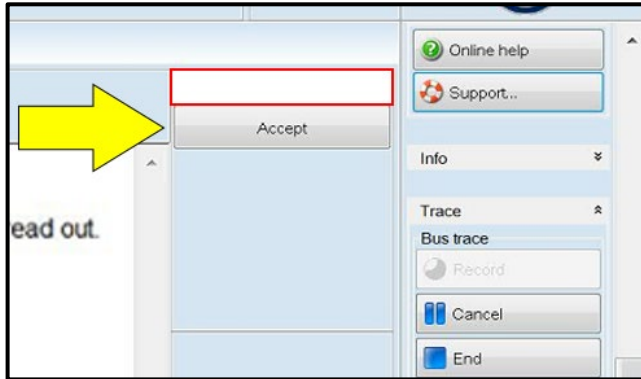 Online help
Support...
Accept
Info
ead out.
Trace
Bus trace
Record
Cancel
End